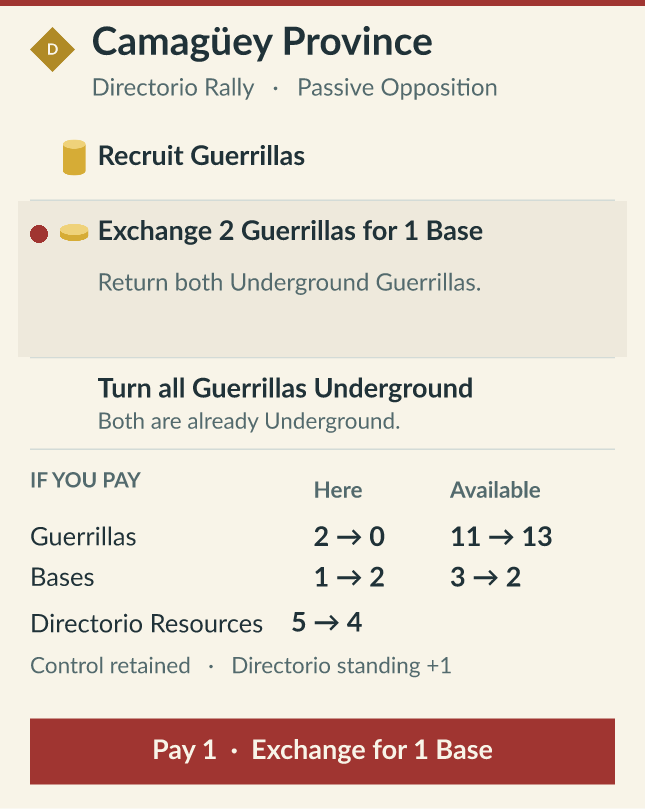 D
Camagüey Province
Directorio Rally · Passive Opposition
Recruit Guerrillas
Exchange 2 Guerrillas for 1 Base
Return both Underground Guerrillas.
Turn all Guerrillas Underground
Both are already Underground.
IF YOU PAY Here Available
Guerrillas 2 → 0 11 → 13
Bases 1 → 2 3 → 2
Directorio Resources 5 → 4
Control retained · Directorio standing +1
Pay 1 · Exchange for 1 Base